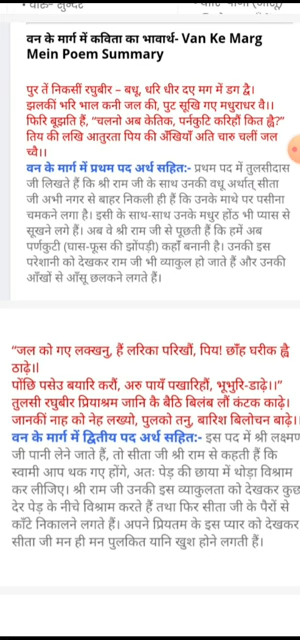 वन के मार्ग में कविता का भावार्थ- Van Ke Marg
Mein Poem Summary
पुर तें निकसीं रघुबीर – बधू, धरि धीर दए मग में डग द्वै।
झलकीं भरि भाल कनी जल की, पुट सूखि गए मधुराधर वै।।
फिरि बूझति हैं, “चलनो अब केतिक, पर्नकुटि करिहौं कित ह्वै?”
तिय की लखि आतुरता पिय की अँखियाँ अति चारु चलीं जल
च्वै।।
वन के मार्ग में प्रथम पद अर्थ सहित:- प्रथम पद में तुलसीदास
जी लिखते हैं कि श्री राम जी के साथ उनकी वधू अर्थात् सीता
जी अभी नगर से बाहर निकली ही हैं कि उनके माथे पर पसीना
चमकने लगा है। इसी के साथ-साथ उनके मधुर होंठ भी प्यास से
सूखने लगे हैं। अब वे श्री राम जी से पूछती हैं कि हमें अब
पर्णकुटी (घास-फूस की झोंपड़ी) कहाँ बनानी है। उनकी इस
परेशानी को देखकर राम जी भी व्याकुल हो जाते हैं और उनकी
आँखों से आँसू छलकने लगते हैं।
“जल को गए लक्खनु, हैं लरिका परिखौ, पिय! छाँह घरीक ह्वै
ठाढ़े।।
पोंछि पसेउ बयारि करौं, अरु पायँ पखारिहौं, भूभुरि-डाढ़े।।”
तुलसी रघुबीर प्रियाश्रम जानि कै बैठि बिलंब लौं कंटक काढ़े।
जानकीं नाह को नेह लख्यो, पुलको तनु, बारिश बिलोचन बाढ़े।।
वन के मार्ग में द्वितीय पद अर्थ सहित:- इस पद में श्री लक्ष्मण
जी पानी लेने जाते हैं, तो सीता जी श्री राम से कहती हैं कि
स्वामी आप थक गए होंगे, अतः पेड़ की छाया में थोड़ा विश्राम
कर लीजिए। श्री राम जी उनकी इस व्याकुलता को देखकर कुछ
देर पेड़ के नीचे विश्राम करते हैं तथा फिर सीता जी के पैरों से
काँटे निकालने लगते हैं। अपने प्रियतम के इस प्यार को देखकर
सीता जी मन ही मन पुलकित यानि खुश होने लगती हैं।